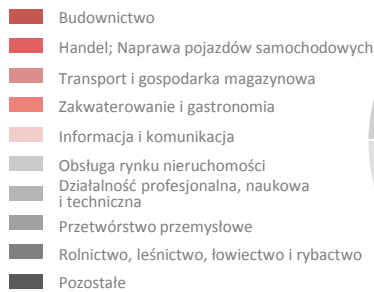 Budownictwo
Handel; Naprawa pojazdów samochodowych
Transport i gospodarka magazynowa
Zakwaterowanie i gastronomia
Informacja i komunikacja
Obsługa rynku nieruchomości
Działalność profesjonalna, naukowa
i techniczna
Przetwórstwo przemysłowe
Rolnictwo, leśnictwo, łowiectwo i rybactwo
Pozostałe